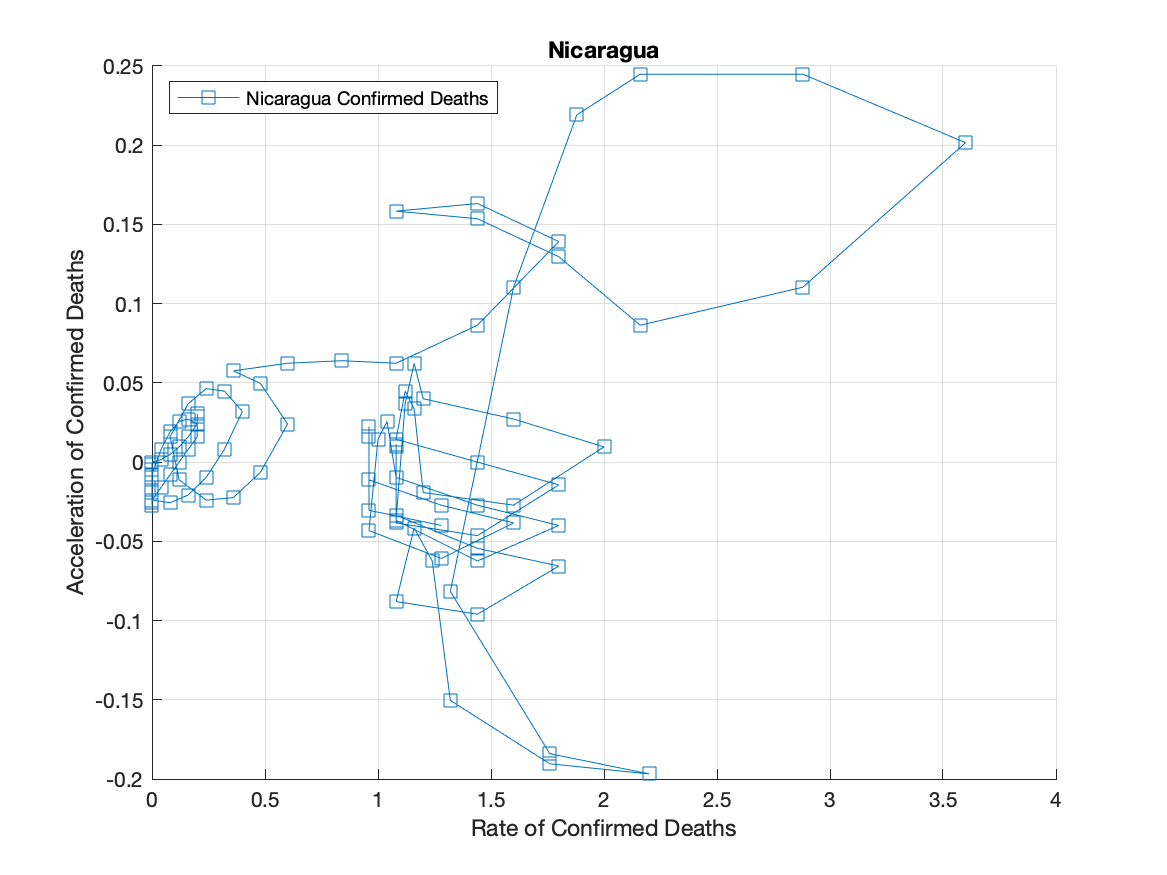 Nicaragua
Nicaragua Confirmed Deaths
0.25
0.2
0.15
0.1
0.05
0
-0.05
-0.1
-0.15
-0.2
Acceleration of Confirmed Deaths
0 0.5 1 1.5 2 2.5 3 3.5 4
Rate of Confirmed Deaths